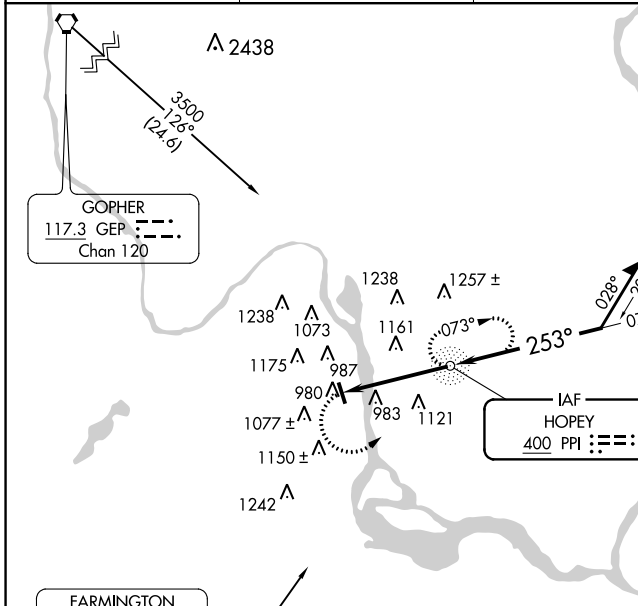 2438
3500
126°
(24.6)
GOPHER
117.3 GEP
Chan 120
1238
1257 ±
1238
1073
1161
073°
028°
253°
1175
987
980
983
1121
1077 ±
1150 ±
1242
IAF
HOPEY
400 PPI
FARMINGTON